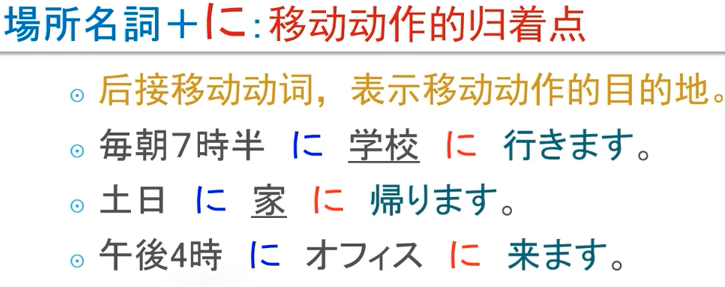 場所名詞＋に:移动动作的归着点
后接移动动词，表示移动动作的目的地。
毎朝７時半 に 学校 に 行きます。
土日 に 家 に 帰ります。
午後4時 に オフィス に 来ます。